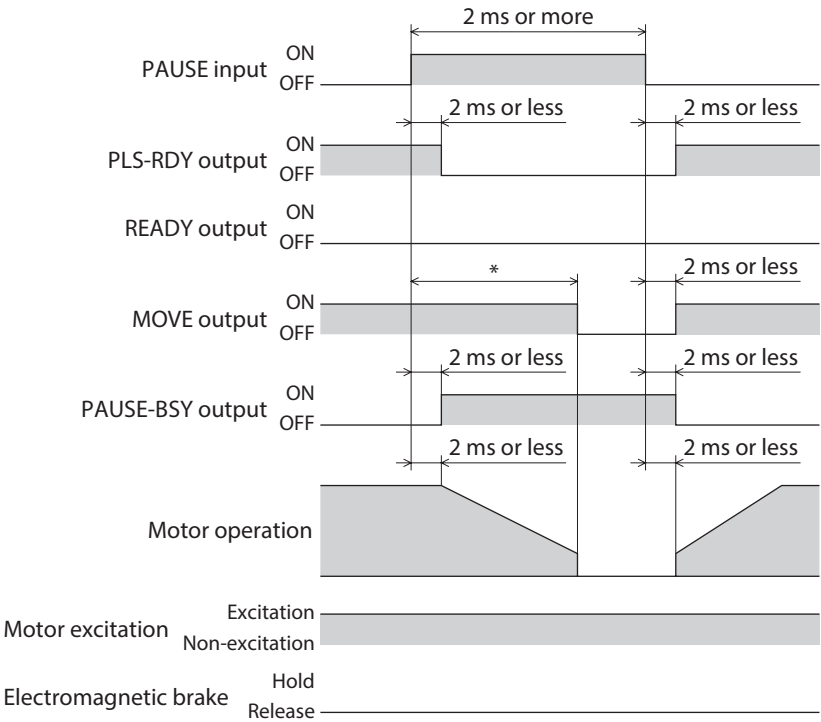 2 ms or more
PAUSE input
ON
OFF
2 ms or less
2 ms or less
PLS-RDY output
ON
OFF
READY output
ON
OFF
*
2 ms or less
MOVE output
ON
OFF
2 ms or less
2 ms or less
PAUSE-BSY output
ON
OFF
2 ms or less
2 ms or less
Motor operation
Motor excitation
Excitation
Non-excitation
Electromagnetic brake
Hold
Release